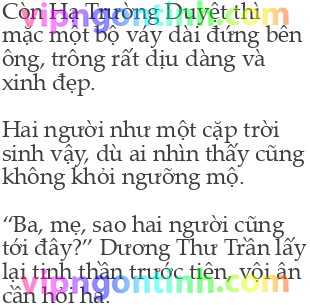 Còn Hạ Trường Duyệt thì
mặc một bộ váy dài đứng bên
ông, trông rất dịu dàng và
xinh đẹp.
Hai người như một cặp trời
sinh vậy, dù ai nhìn thấy cũng
không khỏi ngưỡng mộ.
“Ba, mẹ, sao hai người cũng
tới đây?” Dương Thư Trần lấy
lại tinh thần trước tiên, vội ân
cần hỏi han.
vipngontinh.com
vipngontinh.com